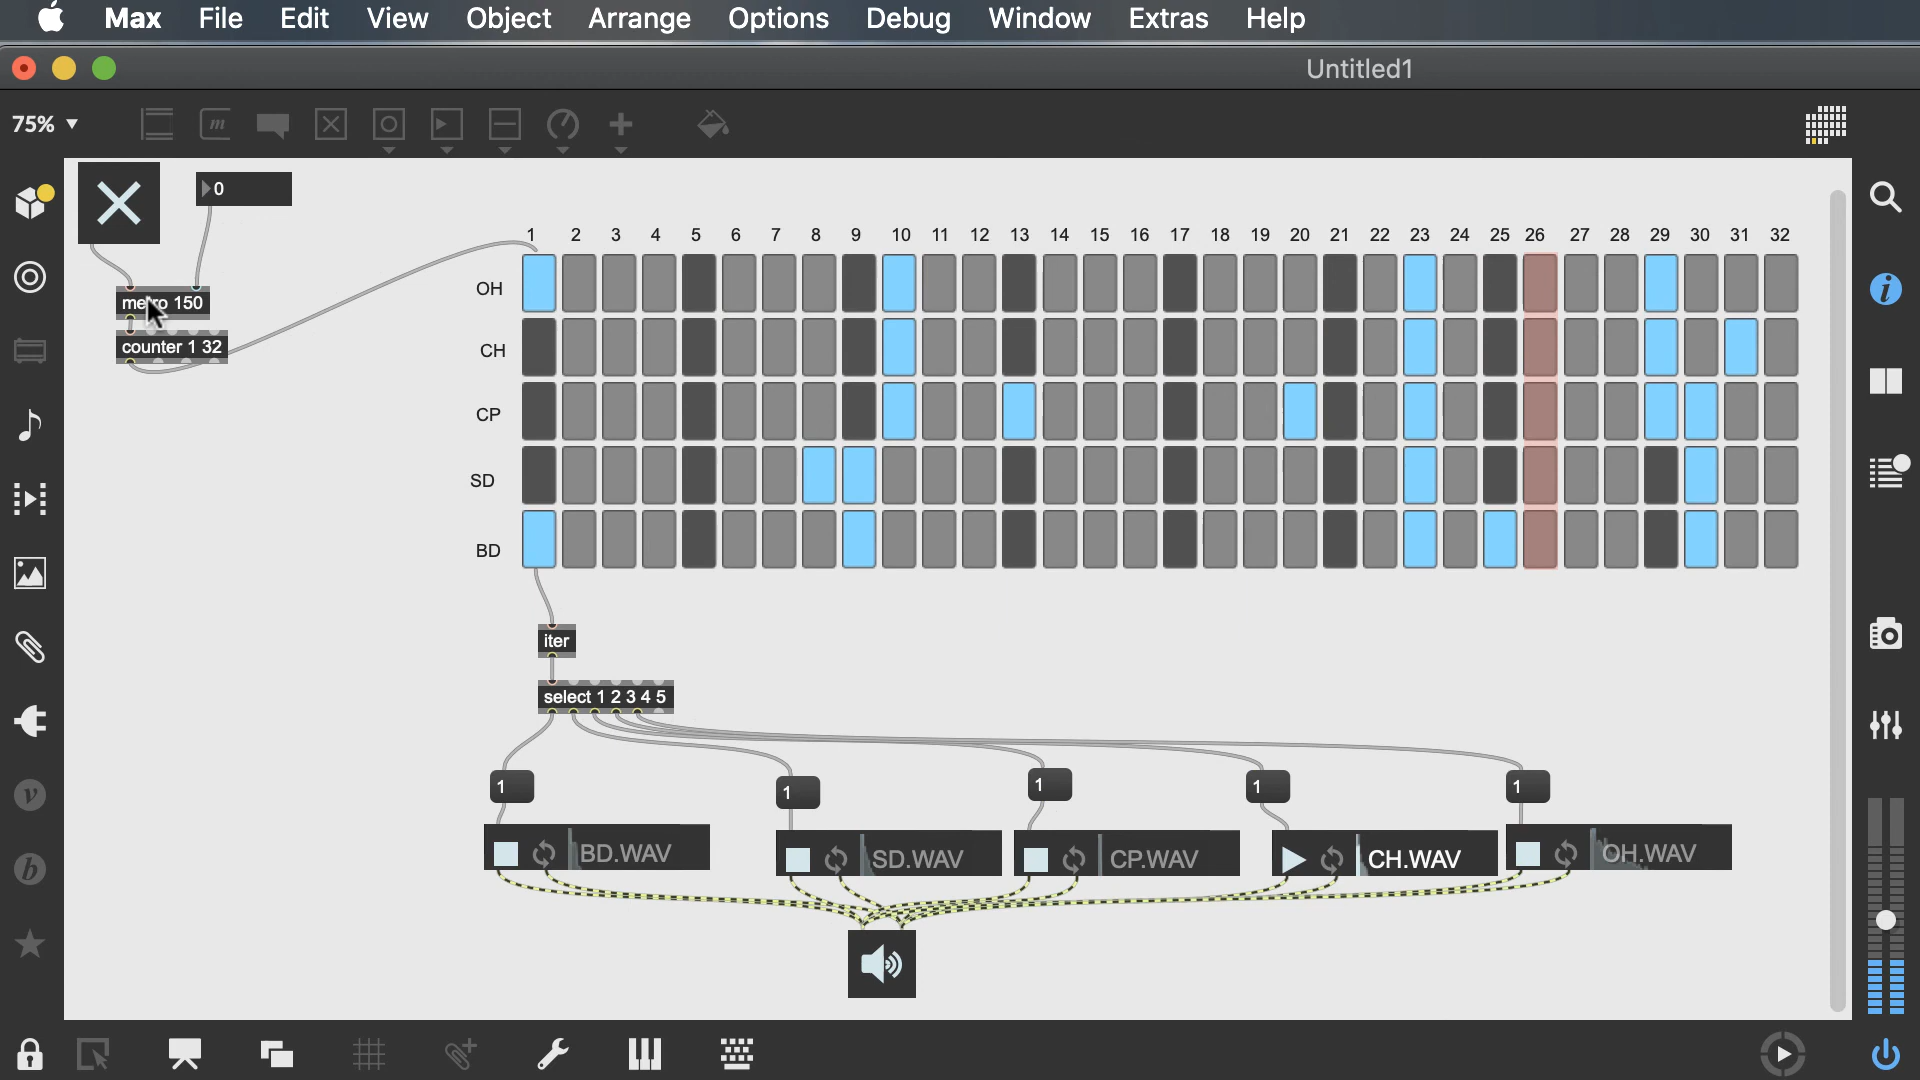 Max File Edit View Object Arrange Options Debug Window Extras Help
Untitled1
75%
0
metro 150
counter 1 32
1 2 3 4 5 6 7 8 9 10 11 12 13 14 15 16 17 18 19 20 21 22 23 24 25 26 27 28 29 30 31 32
OH
CH
CP
SD
BD
iter
select 1 2 3 4 5
1 1 1 1 1
BD.WAV SD.WAV CP.WAV CH.WAV OH.WAV